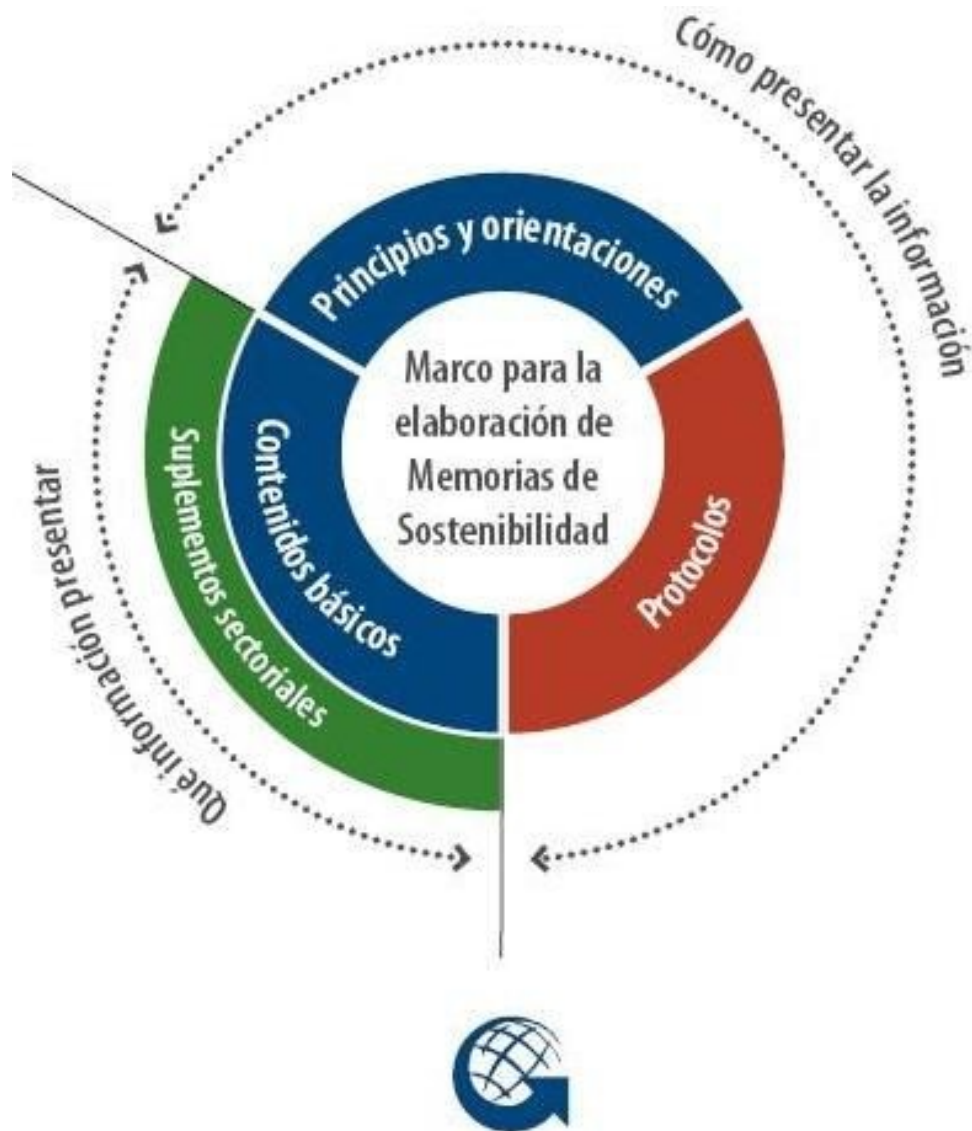 Cómo presentar la información
Principios y orientaciones
Marco para la
elaboración de
Memorias de
Sostenibilidad
Contenidos básicos
Suplementos sectoriales
Protocolos
Qué información presentar